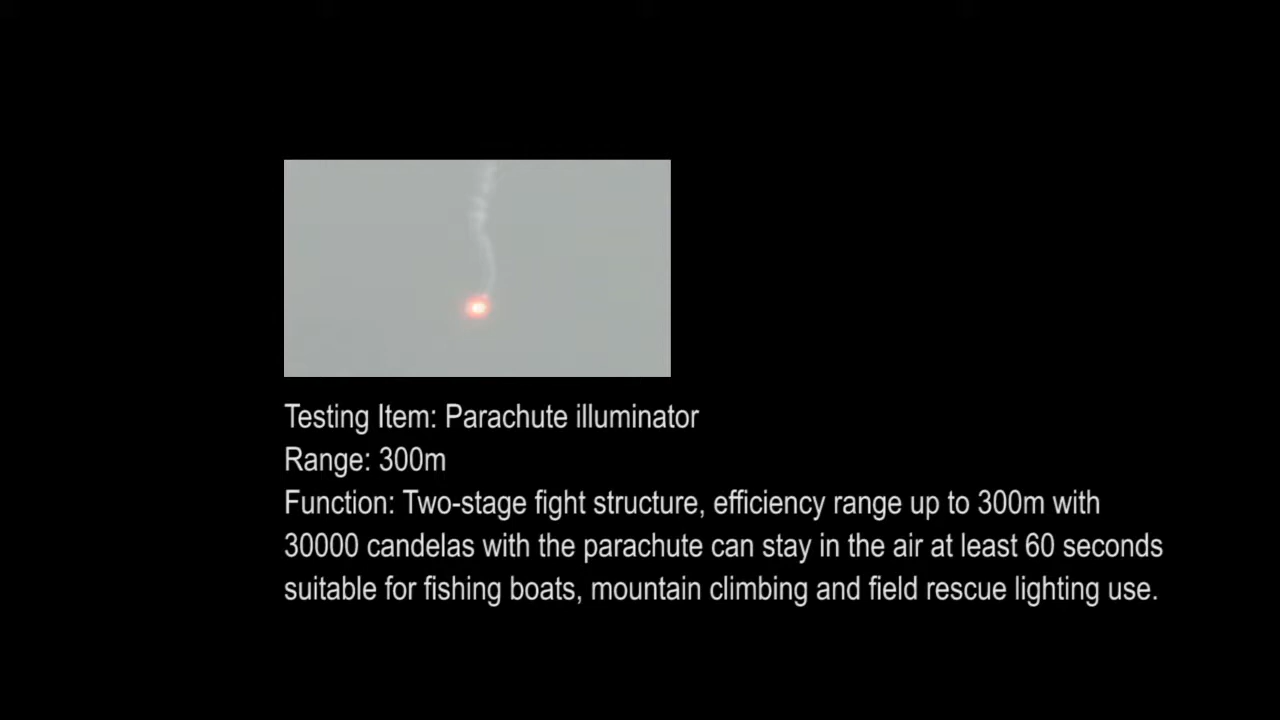 Testing Item: Parachute illuminator
Range: 300m
Function: Two-stage fight structure, efficiency range up to 300m with
30000 candelas with the parachute can stay in the air at least 60 seconds
suitable for fishing boats, mountain climbing and field rescue lighting use.